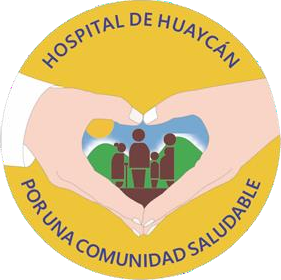 HOSPITAL DE HUAYCÁN
POR UNA COMUNIDAD SALUDABLE